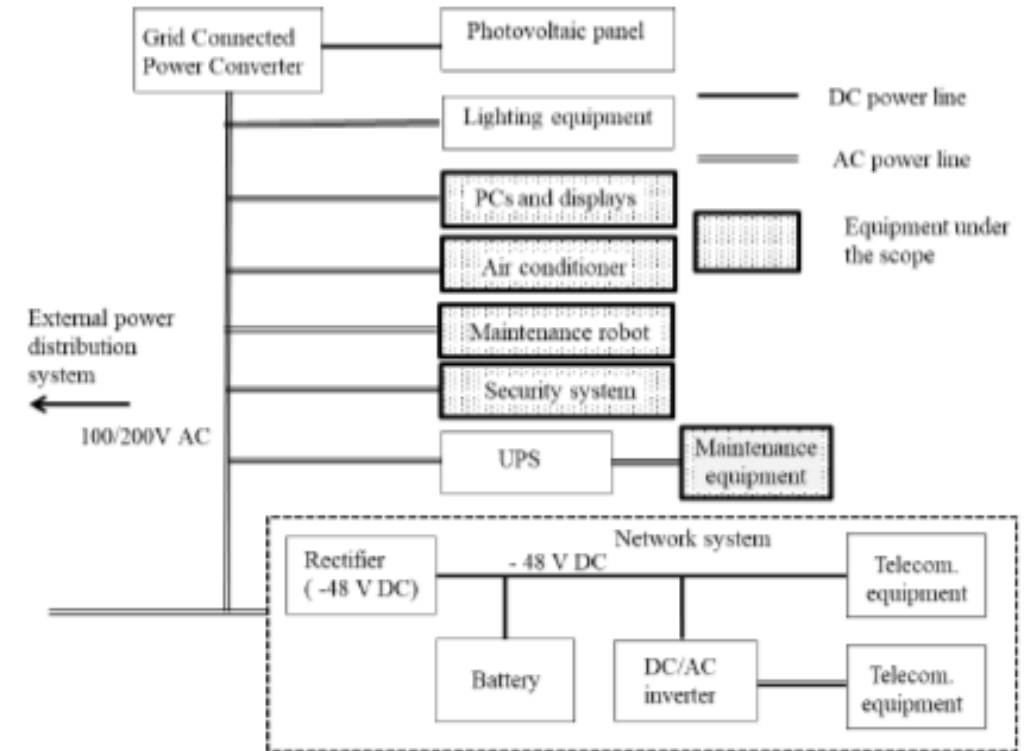 Grid Connected
Power Converter
Photovoltaic panel
Lighting equipment
DC power line
AC power line
PCs and displays
Equipment under
the scope
Air conditioner
External power
distribution
system
Maintenance robot
Security system
100/200V AC
UPS
Maintenance
equipment
Network system
Rectifier
( -48 V DC)
- 48 V DC
Telecom.
equipment
Battery
DC/AC
inverter
Telecom.
equipment